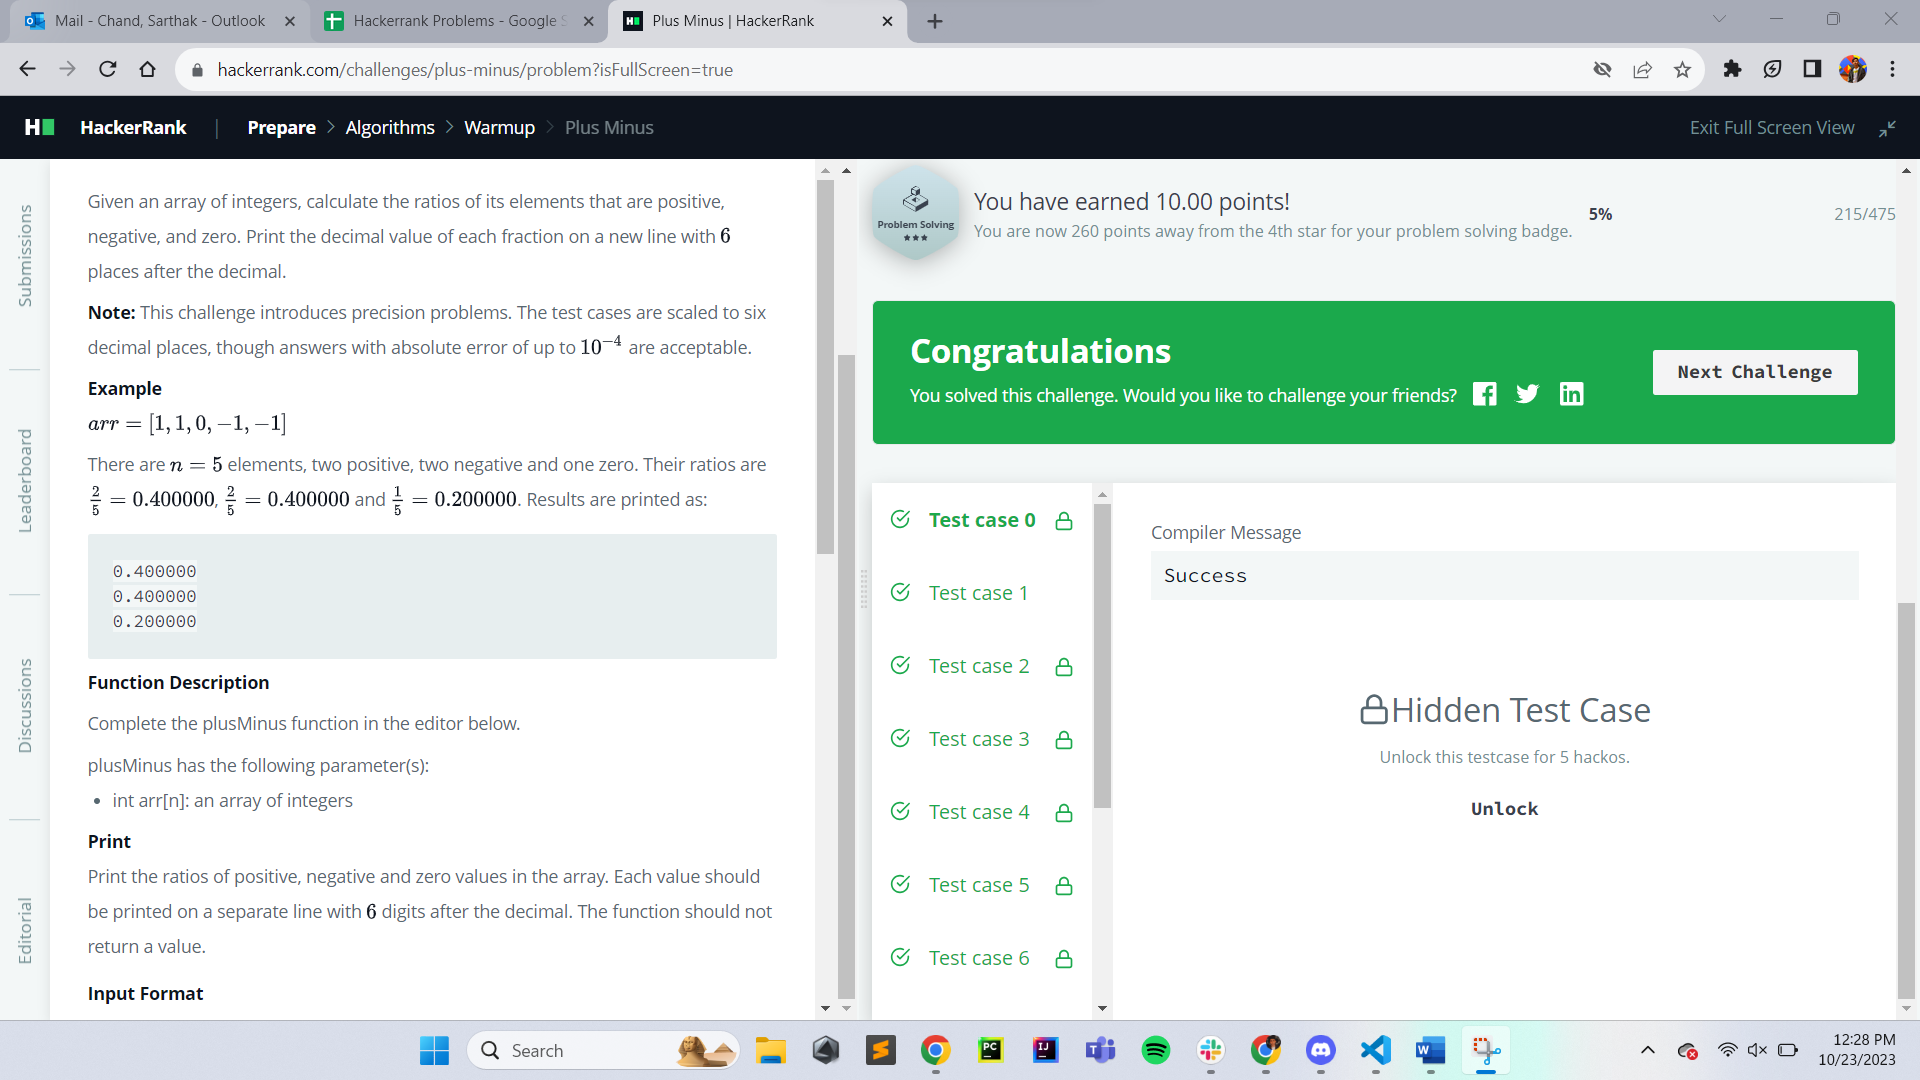 Mail - Chand, Sarthak - Outlook
Hackerrank Problems - Google S
Plus Minus | HackerRank
hackerrank.com/challenges/plus-minus/problem?isFullScreen=true
HackerRank
Prepare > Algorithms > Warmup > Plus Minus
Exit Full Screen View
Submissions
Leaderboard
Discussions
Editorial
Given an array of integers, calculate the ratios of its elements that are positive,
negative, and zero. Print the decimal value of each fraction on a new line with 6
places after the decimal.
Note: This challenge introduces precision problems. The test cases are scaled to six
decimal places, though answers with absolute error of up to 10⁻⁴ are acceptable.
Example
arr = [1, 1, 0, −1, −1]
There are n = 5 elements, two positive, two negative and one zero. Their ratios are
2/5 = 0.400000, 2/5 = 0.400000 and 1/5 = 0.200000. Results are printed as:
0.400000
0.400000
0.200000
Function Description
Complete the plusMinus function in the editor below.
plusMinus has the following parameter(s):
• int arr[n]: an array of integers
Print
Print the ratios of positive, negative and zero values in the array. Each value should
be printed on a separate line with 6 digits after the decimal. The function should not
return a value.
Input Format
Problem Solving
You have earned 10.00 points!
You are now 260 points away from the 4th star for your problem solving badge.
5%
215/475
Congratulations
You solved this challenge. Would you like to challenge your friends?
Next Challenge
Test case 0
Test case 1
Test case 2
Test case 3
Test case 4
Test case 5
Test case 6
Compiler Message
Success
Hidden Test Case
Unlock this testcase for 5 hackos.
Unlock
Search
12:28 PM
10/23/2023